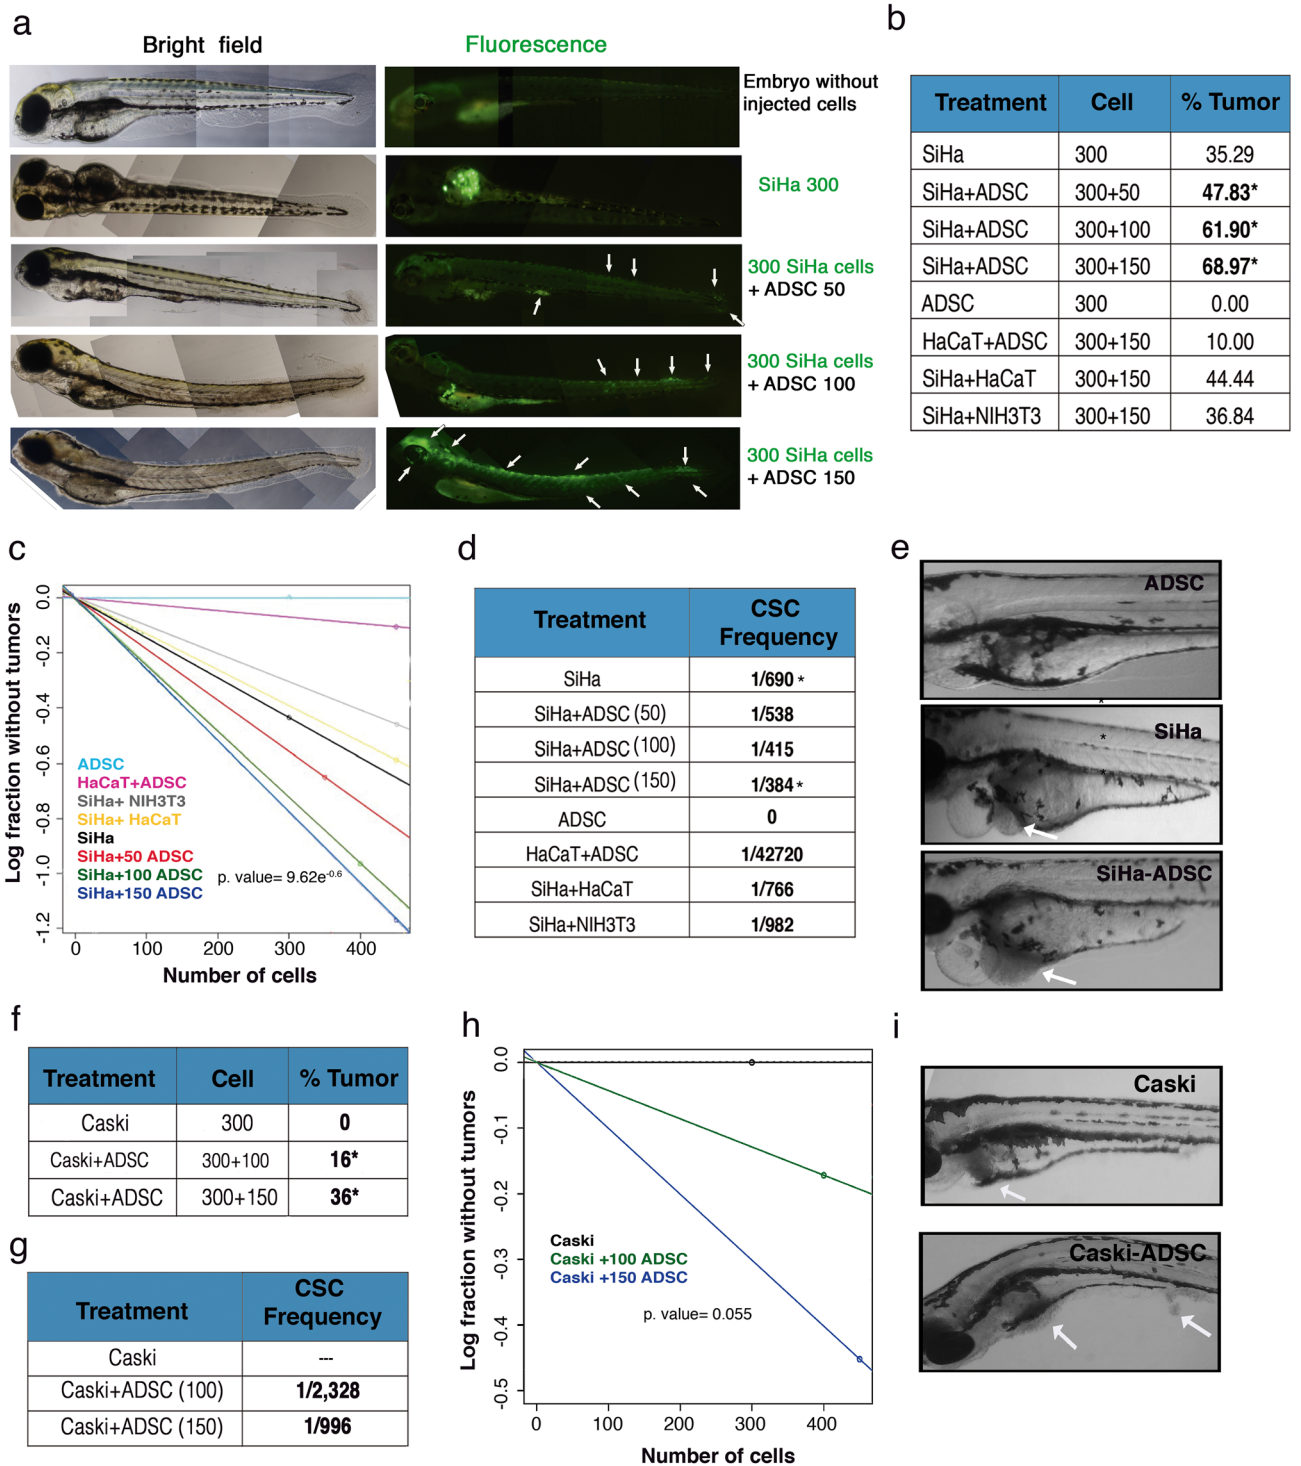 a
Bright field
Fluorescence
Embryo without
injected cells
SiHa 300
300 SiHa cells
+ ADSC 50
300 SiHa cells
+ ADSC 100
300 SiHa cells
+ ADSC 150
b
Treatment Cell % Tumor
SiHa 300 35.29
SiHa+ADSC 300+50 47.83*
SiHa+ADSC 300+100 61.90*
SiHa+ADSC 300+150 68.97*
ADSC 300 0.00
HaCaT+ADSC 300+150 10.00
SiHa+HaCaT 300+150 44.44
SiHa+NIH3T3 300+150 36.84
c
Log fraction without tumors
0.0
-0.2
-0.4
-0.6
-0.8
-1.0
-1.2
ADSC
HaCaT+ADSC
SiHa+ NIH3T3
SiHa+ HaCaT
SiHa
SiHa+50 ADSC
SiHa+100 ADSC
SiHa+150 ADSC
p. value= 9.62e-0.6
0 100 200 300 400
Number of cells
d
Treatment CSC Frequency
SiHa 1/690 *
SiHa+ADSC (50) 1/538
SiHa+ADSC (100) 1/415
SiHa+ADSC (150) 1/384 *
ADSC 0
HaCaT+ADSC 1/42720
SiHa+HaCaT 1/766
SiHa+NIH3T3 1/982
e
ADSC
*
SiHa
*
*
SiHa-ADSC
f
Treatment Cell % Tumor
Caski 300 0
Caski+ADSC 300+100 16*
Caski+ADSC 300+150 36*
g
Treatment CSC Frequency
Caski ---
Caski+ADSC (100) 1/2,328
Caski+ADSC (150) 1/996
h
Log fraction without tumors
0.0
-0.1
-0.2
-0.3
-0.4
-0.5
Caski
Caski +100 ADSC
Caski +150 ADSC
p. value= 0.055
0 100 200 300 400
Number of cells
i
Caski
Caski-ADSC